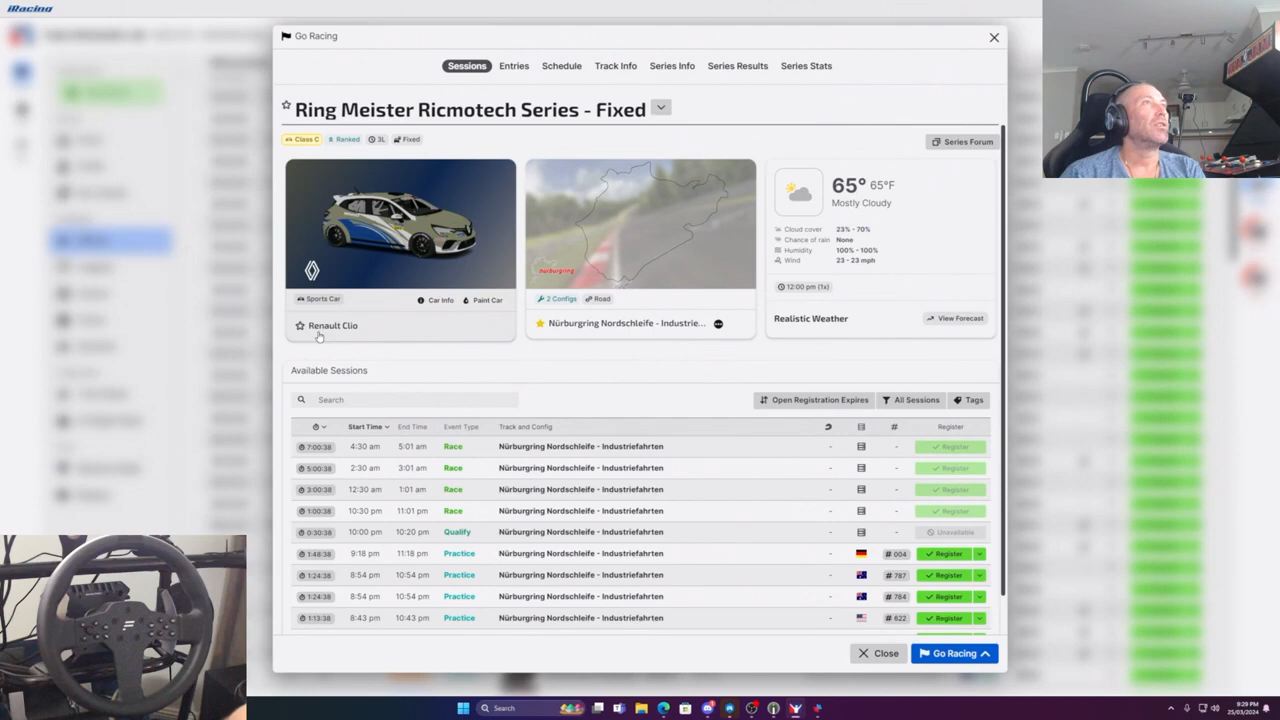 iRacing
Go Racing
Sessions Entries Schedule Track Info Series Info Series Results Series Stats
Ring Meister Ricmotech Series - Fixed
Class C Ranked 3L Fixed
Series Forum
65° 65°F
Mostly Cloudy
Cloud cover 23% - 70%
Chance of rain None
Humidity 100% - 100%
Wind 23 - 23 mph
nürburgring
12:00 pm (1x)
Sports Car Car Info Paint Car
2 Configs Road
Renault Clio
Nürburgring Nordschleife - Industrie...
Realistic Weather View Forecast
Available Sessions
Search Open Registration Expires All Sessions Tags
Start Time End Time Event Type Track and Config # Register
7:00:38 4:30 am 5:01 am Race Nürburgring Nordschleife - Industriefahrten - - Register
5:00:38 2:30 am 3:01 am Race Nürburgring Nordschleife - Industriefahrten - - Register
3:00:38 12:30 am 1:01 am Race Nürburgring Nordschleife - Industriefahrten - - Register
1:00:38 10:30 pm 11:01 pm Race Nürburgring Nordschleife - Industriefahrten - - Register
0:30:38 10:00 pm 10:20 pm Qualify Nürburgring Nordschleife - Industriefahrten - - Unavailable
1:48:38 9:18 pm 11:18 pm Practice Nürburgring Nordschleife - Industriefahrten - # 004 Register
1:24:38 8:54 pm 10:54 pm Practice Nürburgring Nordschleife - Industriefahrten - # 787 Register
1:24:38 8:54 pm 10:54 pm Practice Nürburgring Nordschleife - Industriefahrten - # 784 Register
1:13:38 8:43 pm 10:43 pm Practice Nürburgring Nordschleife - Industriefahrten - # 622 Register
Close Go Racing
Search
9:29 PM
25/03/2024